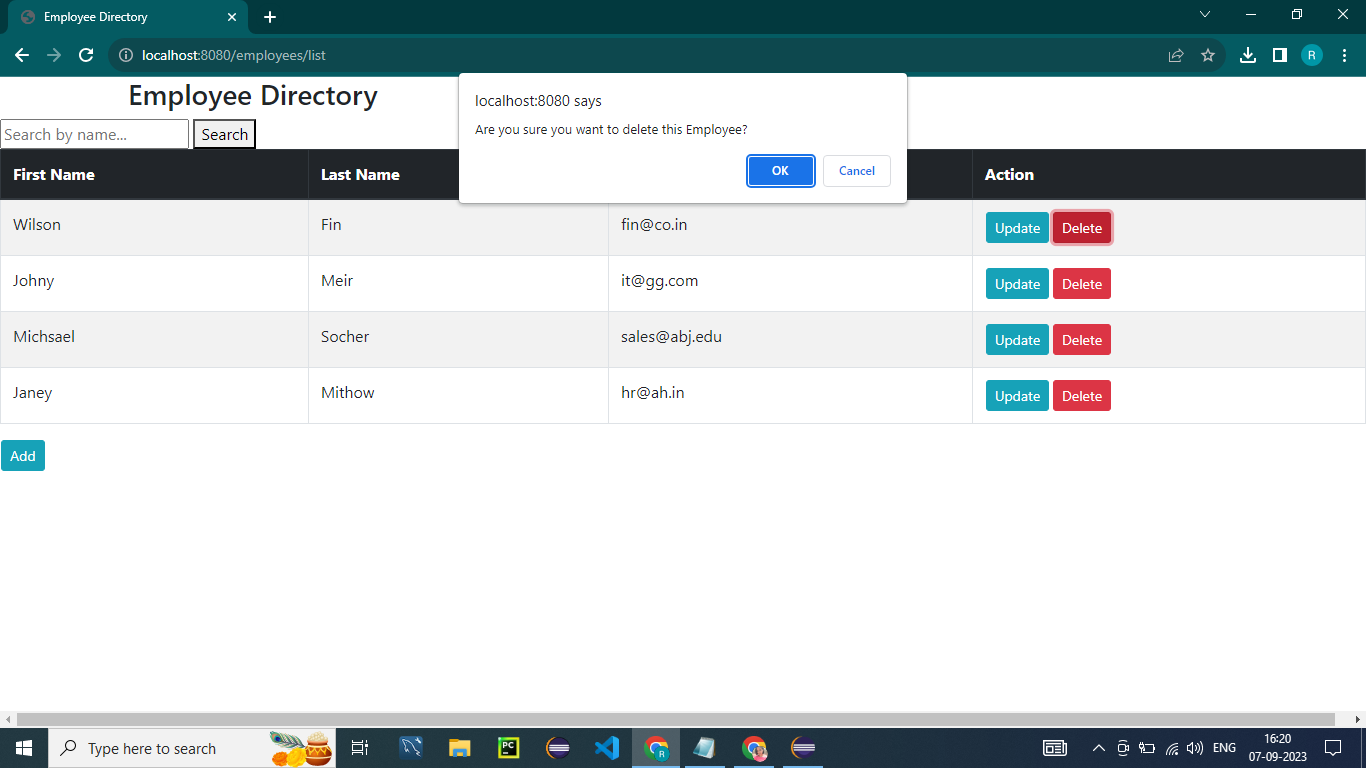 Employee Directory
localhost:8080/employees/list
R
Employee Directory
localhost:8080 says
Are you sure you want to delete this Employee?
OK Cancel
Search by name... Search
First Name Last Name Action
Wilson Fin fin@co.in Update Delete
Johny Meir it@gg.com Update Delete
Michsael Socher sales@abj.edu Update Delete
Janey Mithow hr@ah.in Update Delete
Add
Type here to search
PC
R
ENG
16:20
07-09-2023